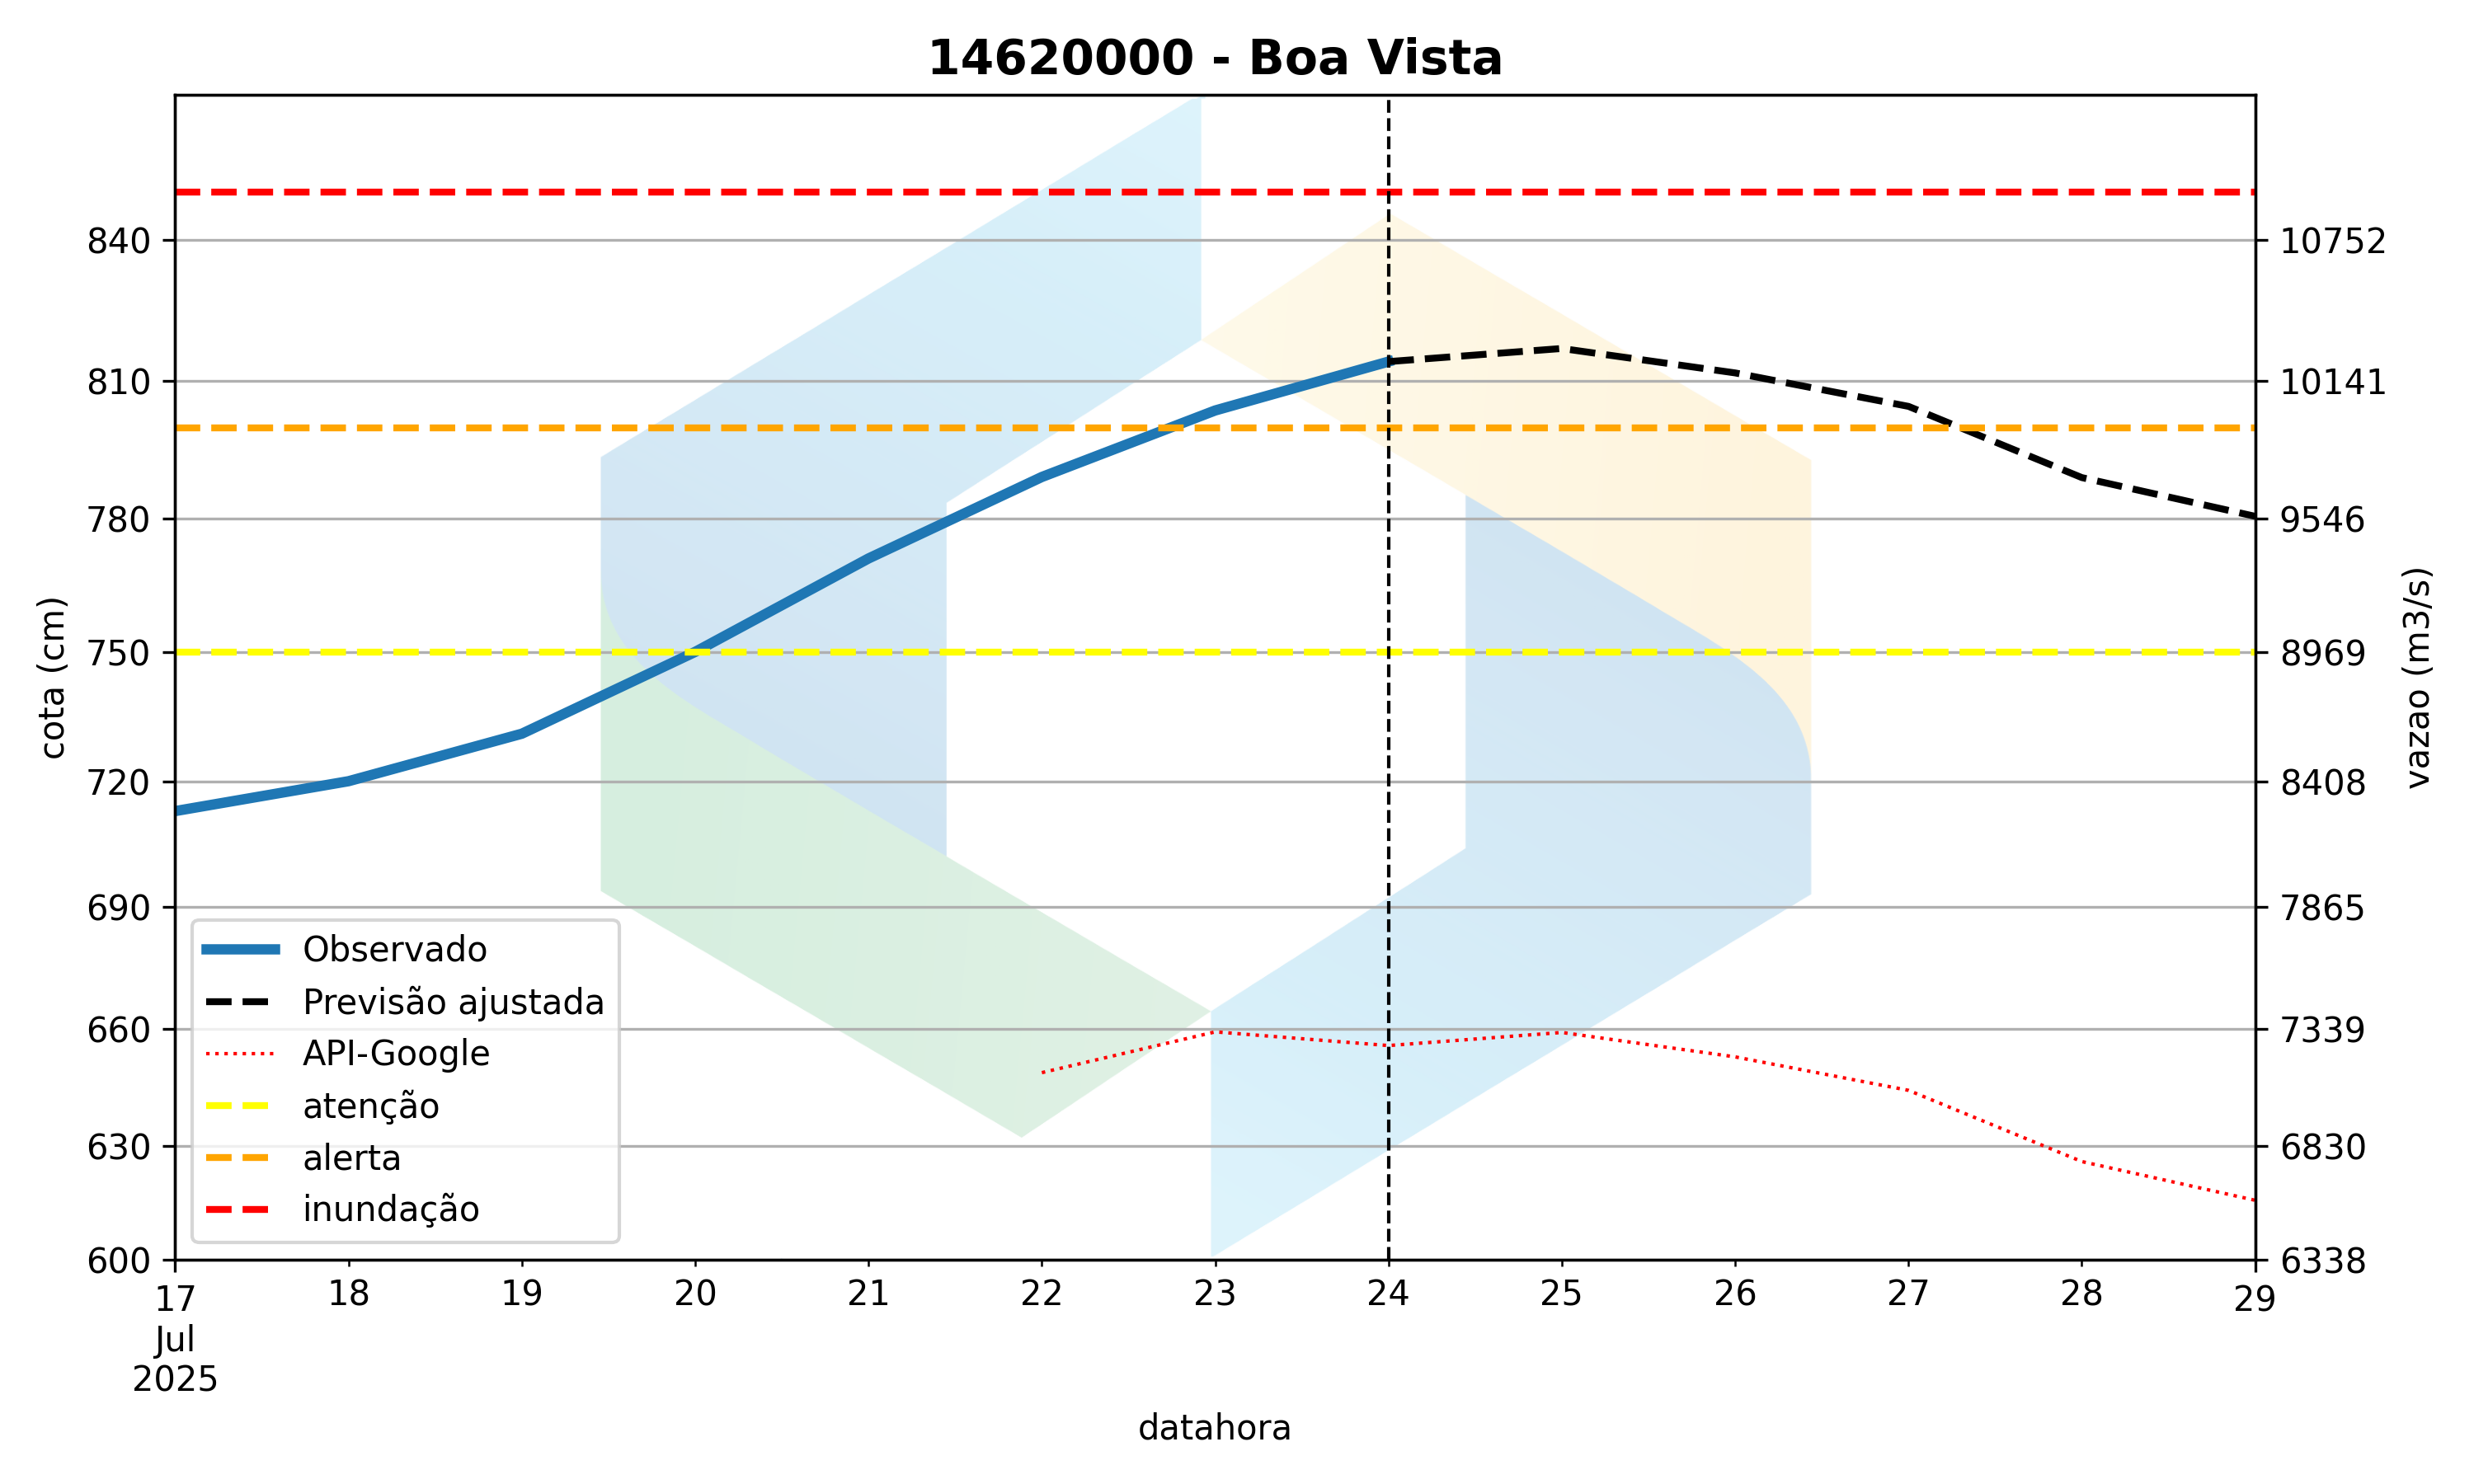 14620000 - Boa Vista
840
810
780
750
720
690
660
630
600
cota (cm)
10752
10141
9546
8969
8408
7865
7339
6830
6338
vazao (m3/s)
Observado
Previsão ajustada
API-Google
atenção
alerta
inundação
17 18 19 20 21 22 23 24 25 26 27 28 29
Jul
2025
datahora